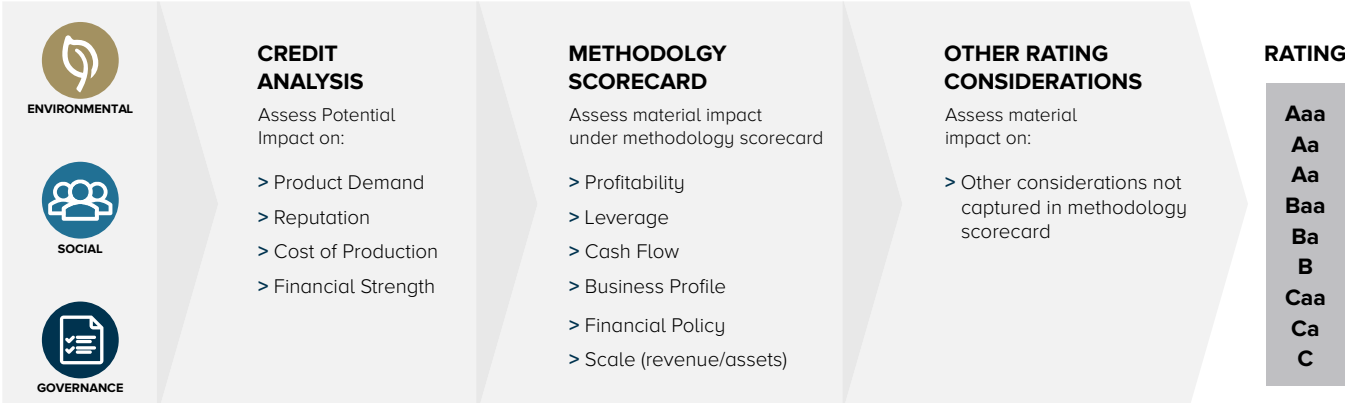 ENVIRONMENTAL
SOCIAL
GOVERNANCE
CREDIT
ANALYSIS
Assess Potential
Impact on:
> Product Demand
> Reputation
> Cost of Production
> Financial Strength
METHODOLGY
SCORECARD
Assess material impact
under methodology scorecard
> Profitability
> Leverage
> Cash Flow
> Business Profile
> Financial Policy
> Scale (revenue/assets)
OTHER RATING
CONSIDERATIONS
Assess material
impact on:
> Other considerations not
captured in methodology
scorecard
RATING
Aaa
Aa
Aa
Baa
Ba
B
Caa
Ca
C